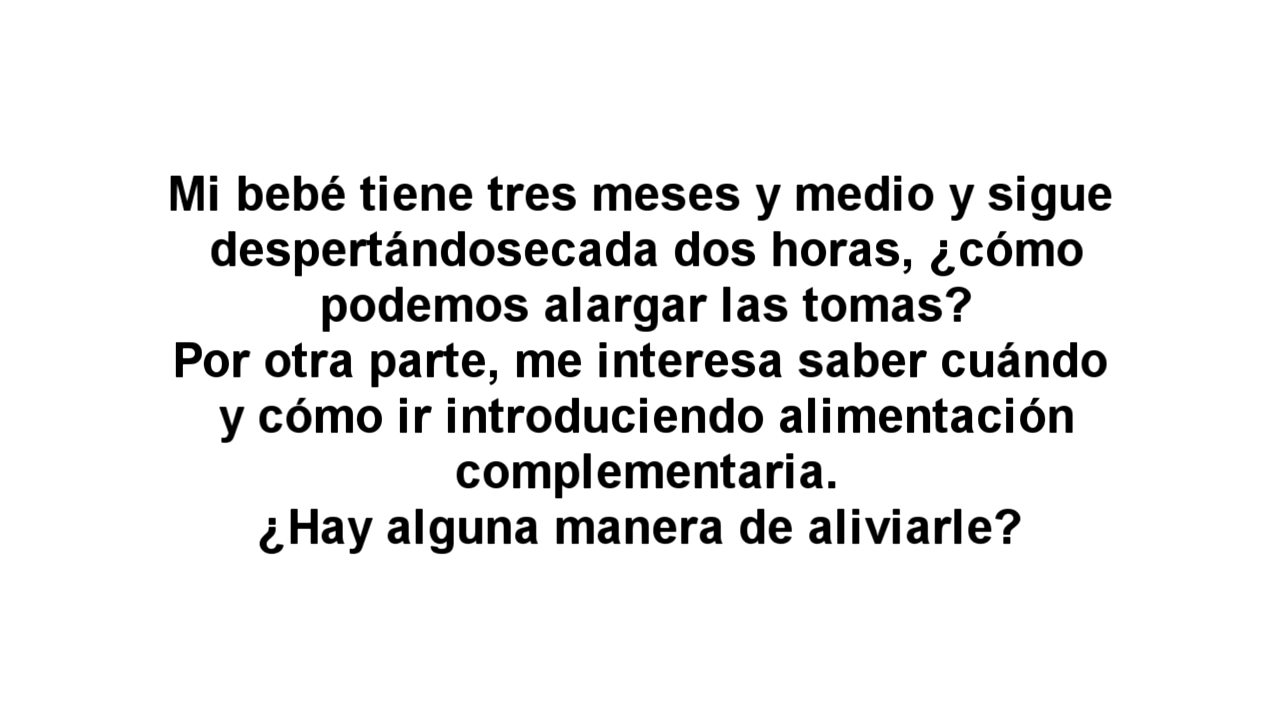 Mi bebé tiene tres meses y medio y sigue
despertándosecada dos horas, ¿cómo
podemos alargar las tomas?
Por otra parte, me interesa saber cuándo
y cómo ir introduciendo alimentación
complementaria.
¿Hay alguna manera de aliviarle?